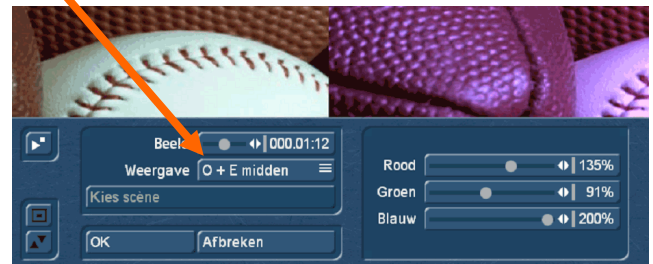 Beeld 000.01:12
Weergave O + E midden
Kies scène
OK Afbreken
Rood 135%
Groen 91%
Blauw 200%